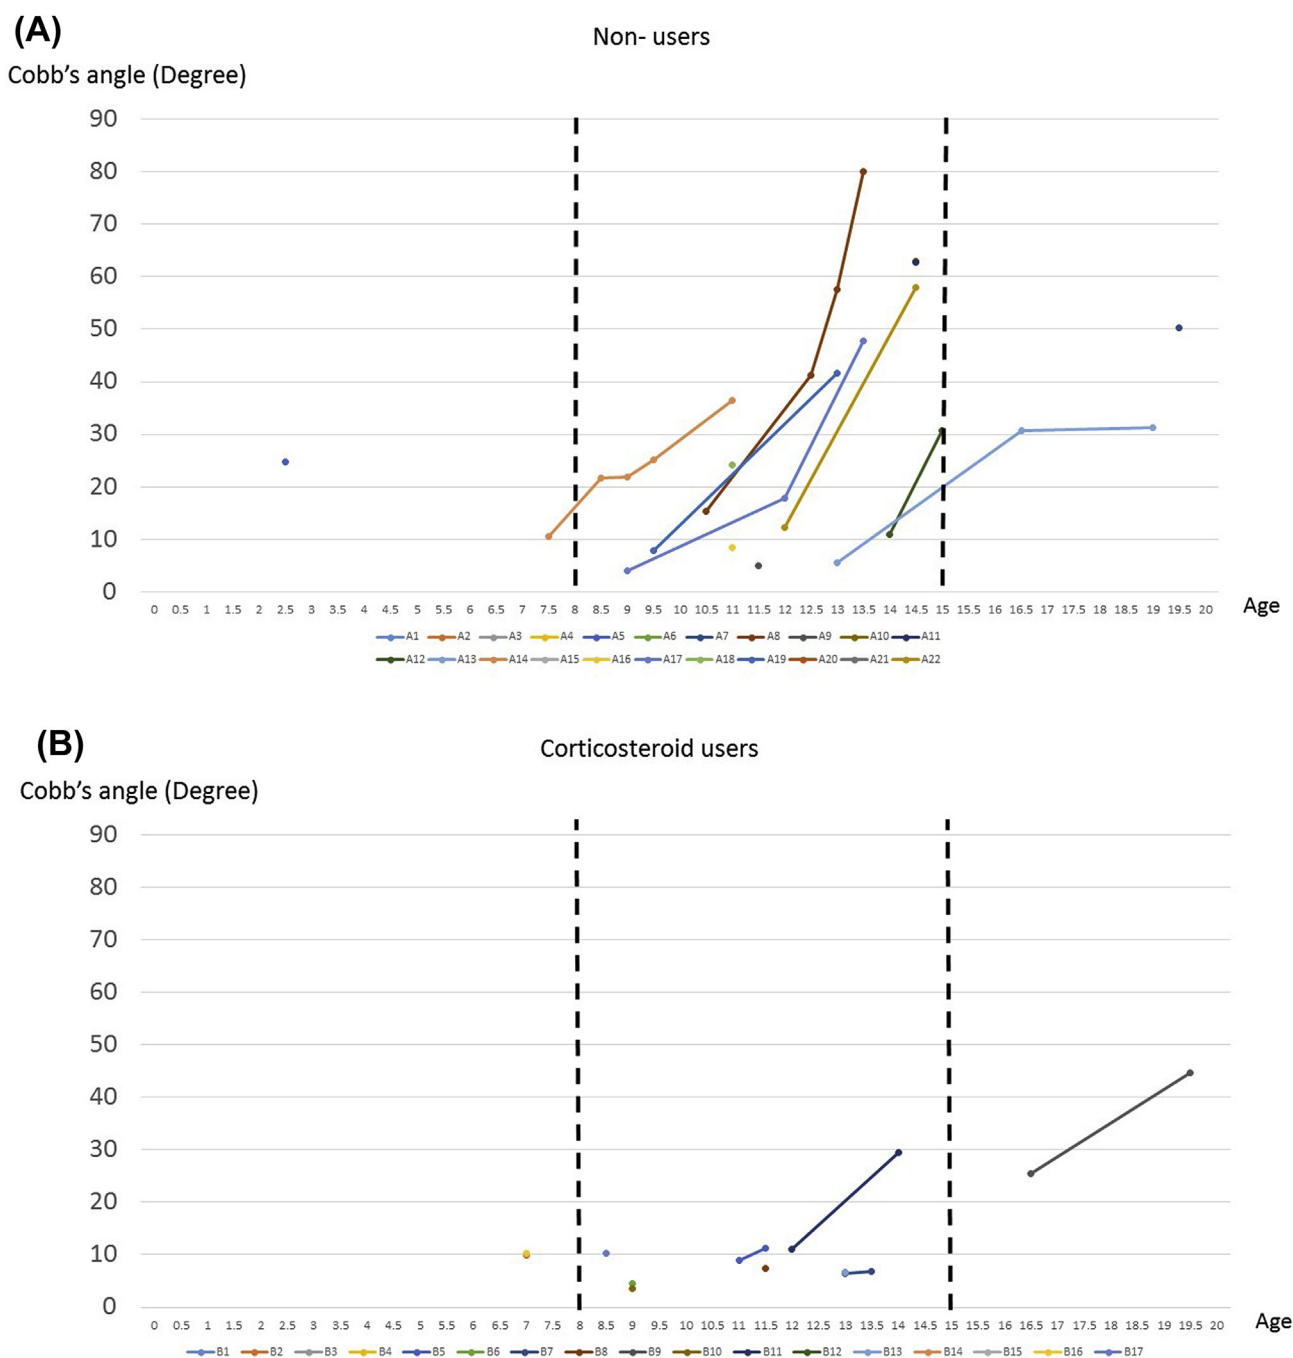 (A)
Non- users
Cobb's angle (Degree)
90
80
70
60
50
40
30
20
10
0
0 0.5 1 1.5 2 2.5 3 3.5 4 4.5 5 5.5 6 6.5 7 7.5 8 8.5 9 9.5 10 10.5 11 11.5 12 12.5 13 13.5 14 14.5 15 15.5 16 16.5 17 17.5 18 18.5 19 19.5 20 Age
A1 A2 A3 A4 A5 A6 A7 A8 A9 A10 A11
A12 A13 A14 A15 A16 A17 A18 A19 A20 A21 A22
(B)
Corticosteroid users
Cobb's angle (Degree)
90
80
70
60
50
40
30
20
10
0
0 0.5 1 1.5 2 2.5 3 3.5 4 4.5 5 5.5 6 6.5 7 7.5 8 8.5 9 9.5 10 10.5 11 11.5 12 12.5 13 13.5 14 14.5 15 15.5 16 16.5 17 17.5 18 18.5 19 19.5 20 Age
B1 B2 B3 B4 B5 B6 B7 B8 B9 B10 B11 B12 B13 B14 B15 B16 B17